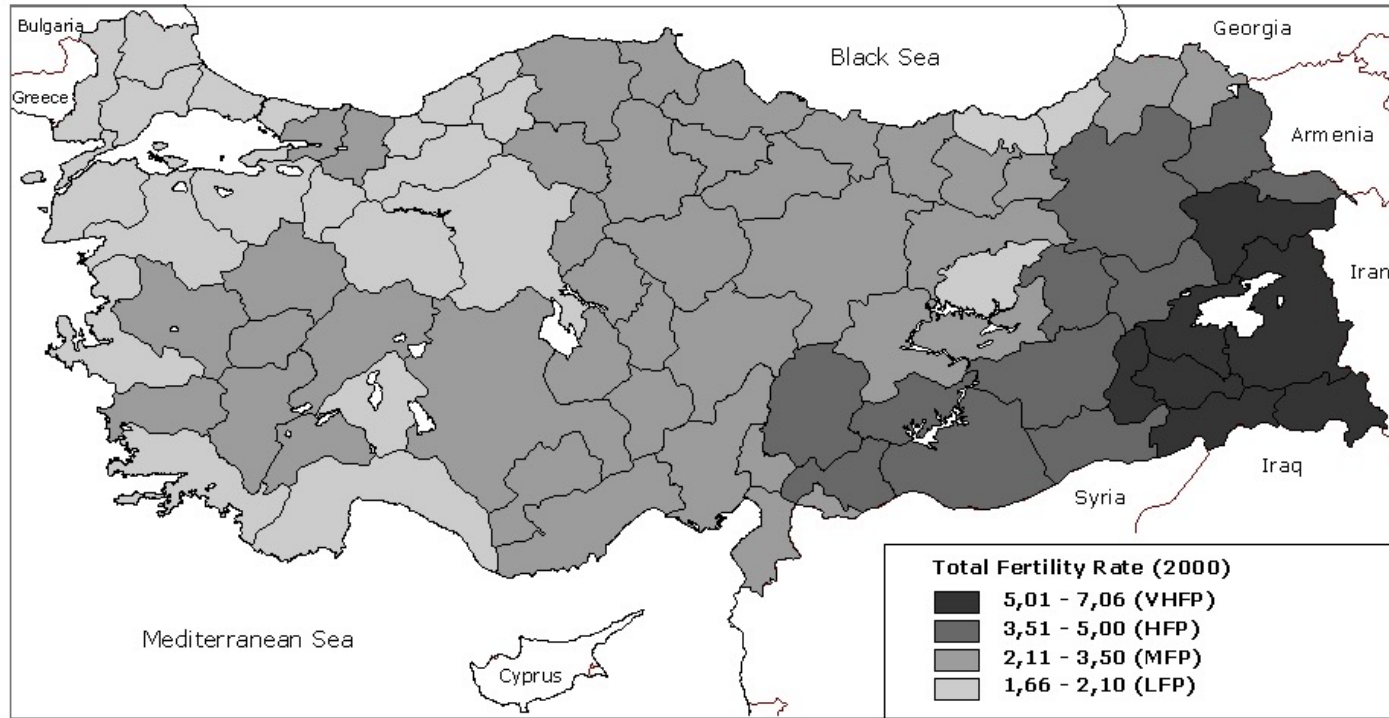 Bulgaria
Georgia
Black Sea
Greece
Armenia
Iran
Iraq
Syria
Mediterranean Sea
Cyprus
Total Fertility Rate (2000)
5,01 - 7,06 (VHFP)
3,51 - 5,00 (HFP)
2,11 - 3,50 (MFP)
1,66 - 2,10 (LFP)